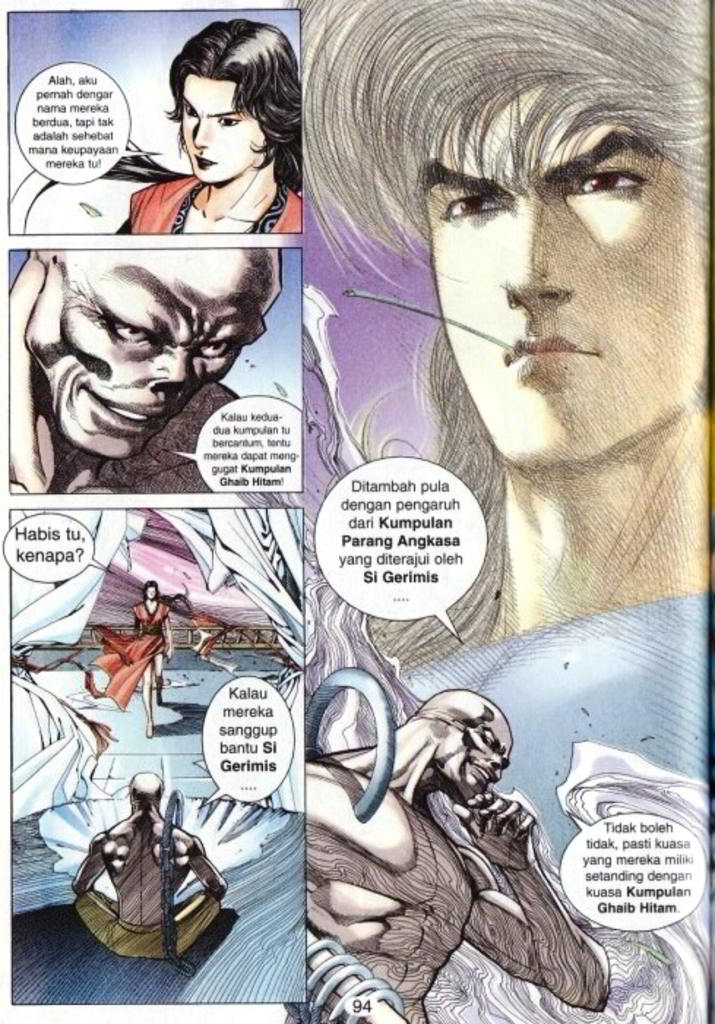 Alah, aku
pernah dengar
nama mereka
berdua, tapi tak
adalah sehebat
mana keupayaan
mereka tu!
Kalau kedua-
dua kumpulan tu
bercantum, tentu
mereka dapat meng-
gugat Kumpulan
Ghaib Hitam!
Habis tu,
kenapa?
Kalau
mereka
sanggup
bantu Si
Gerimis
....
Ditambah pula
dengan pengaruh
dari Kumpulan
Parang Angkasa
yang diterajui oleh
Si Gerimis
....
Tidak boleh
tidak, pasti kuasa
yang mereka miliki
setanding dengan
kuasa Kumpulan
Ghaib Hitam.
94